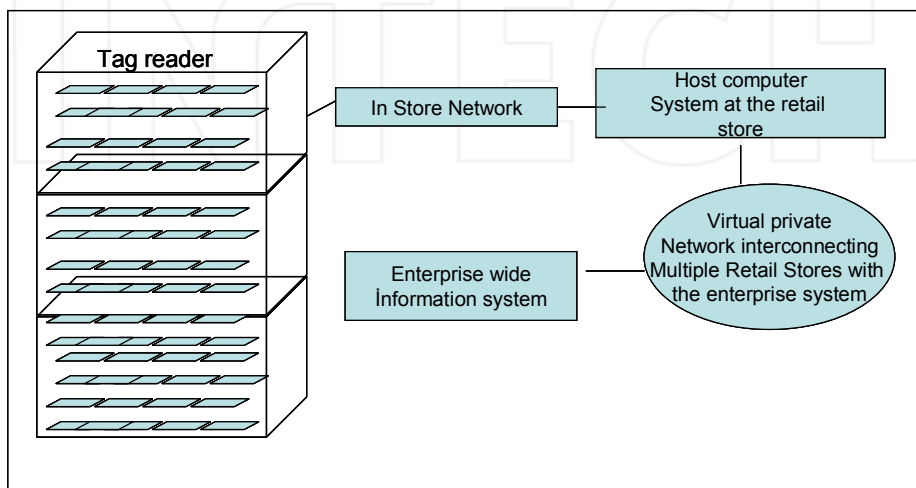 INTECH
Tag reader
In Store Network
Host computer
System at the retail
store
Virtual private
Network interconnecting
Multiple Retail Stores with
the enterprise system
Enterprise wide
İnformation system